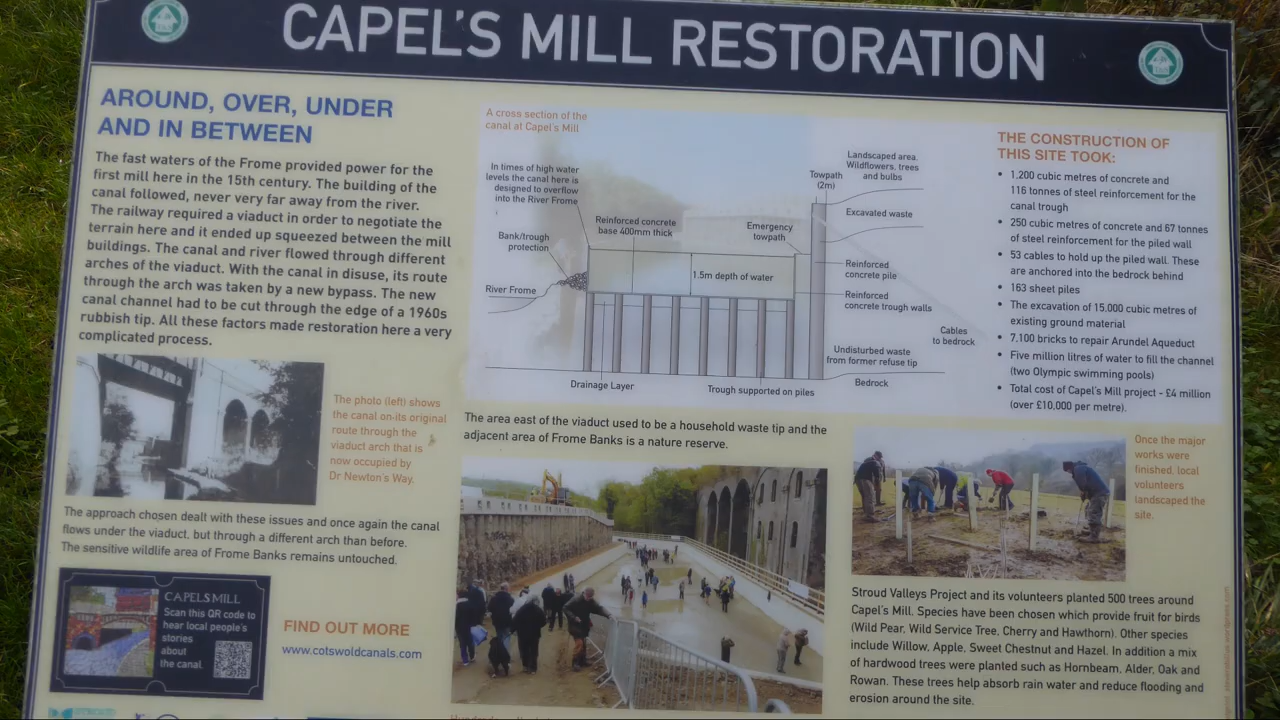 CAPEL'S MILL RESTORATION
AROUND, OVER, UNDER
AND IN BETWEEN
The fast waters of the Frome provided power for the
first mill here in the 15th century. The building of the
canal followed, never very far away from the river.
The railway required a viaduct in order to negotiate the
terrain here and it ended up squeezed between the mill
buildings. The canal and river flowed through different
arches of the viaduct. With the canal in disuse, its route
through the arch was taken by a new bypass. The new
canal channel had to be cut through the edge of a 1960s
rubbish tip. All these factors made restoration here a very
complicated process.
The photo (left) shows
the canal on its original
route through the
viaduct arch that is
now occupied by
Dr Newton's Way.
The approach chosen dealt with these issues and once again the canal
flows under the viaduct, but through a different arch than before.
The sensitive wildlife area of Frome Banks remains untouched.
CAPELS MILL
Scan this QR code to
hear local people's
stories
about
the canal.
FIND OUT MORE
www.cotswoldcanals.com
A cross section of the
canal at Capel's Mill
In times of high water
levels the canal here is
designed to overflow
into the River Frome
Bank/trough
protection
River Frome
Reinforced concrete
base 400mm thick
Emergency
towpath
1.5m depth of water
Towpath
(2m)
Landscaped area.
Wildflowers, trees
and bulbs
Excavated waste
Reinforced
concrete pile
Reinforced
concrete trough walls
Cables
to bedrock
Undisturbed waste
from former refuse tip
Bedrock
Drainage Layer
Trough supported on piles
The area east of the viaduct used to be a household waste tip and the
adjacent area of Frome Banks is a nature reserve.
THE CONSTRUCTION OF
THIS SITE TOOK:
• 1,200 cubic metres of concrete and
116 tonnes of steel reinforcement for the
canal trough
• 250 cubic metres of concrete and 67 tonnes
of steel reinforcement for the piled wall
• 53 cables to hold up the piled wall. These
are anchored into the bedrock behind
• 163 sheet piles
• The excavation of 15,000 cubic metres of
existing ground material
• 7,100 bricks to repair Arundel Aqueduct
• Five million litres of water to fill the channel
(two Olympic swimming pools)
• Total cost of Capel's Mill project - £4 million
(over £10,000 per metre).
Once the major
works were
finished, local
volunteers
landscaped the
site.
Stroud Valleys Project and its volunteers planted 500 trees around
Capel's Mill. Species have been chosen which provide fruit for birds
(Wild Pear, Wild Service Tree, Cherry and Hawthorn). Other species
include Willow, Apple, Sweet Chestnut and Hazel. In addition a mix
of hardwood trees were planted such as Hornbeam, Alder, Oak and
Rowan. These trees help absorb rain water and reduce flooding and
erosion around the site.